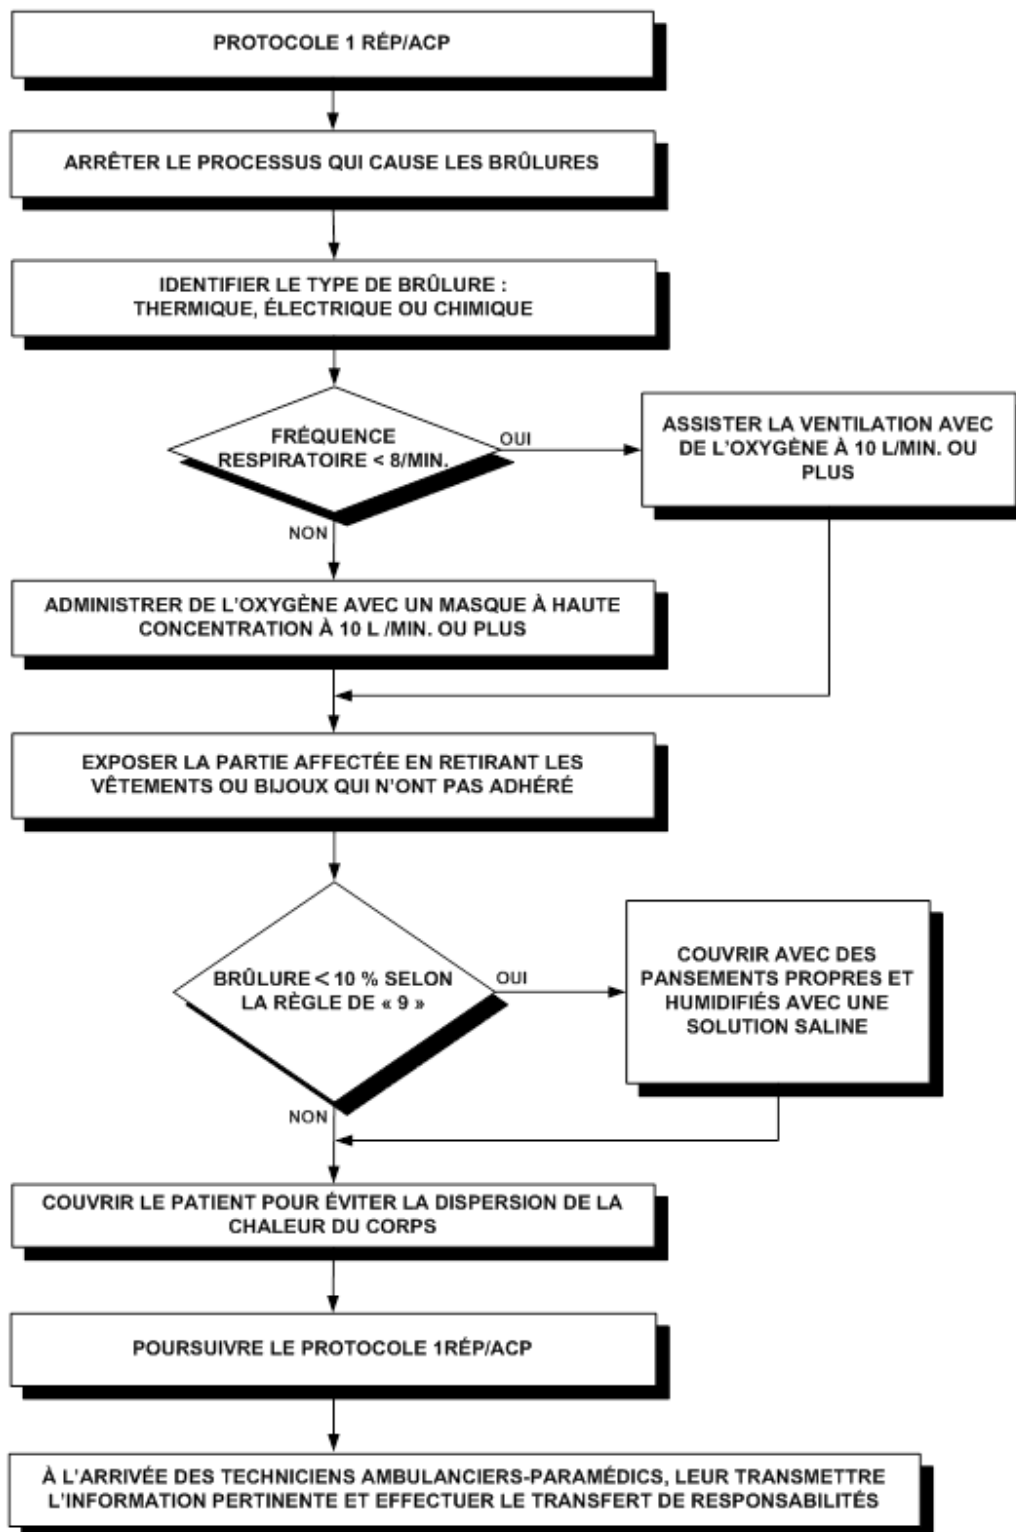 PROTOCOLE 1 RÉP/ACP
ARRÊTER LE PROCESSUS QUI CAUSE LES BRÛLURES
IDENTIFIER LE TYPE DE BRÛLURE :
THERMIQUE, ÉLECTRIQUE OU CHIMIQUE
FRÉQUENCE
RESPIRATOIRE < 8/MIN.
OUI
ASSISTER LA VENTILATION AVEC
DE L'OXYGÈNE À 10 L/MIN. OU
PLUS
NON
ADMINISTRER DE L'OXYGÈNE AVEC UN MASQUE À HAUTE
CONCENTRATION À 10 L /MIN. OU PLUS
EXPOSER LA PARTIE AFFECTÉE EN RETIRANT LES
VÊTEMENTS OU BIJOUX QUI N'ONT PAS ADHÉRÉ
BRÛLURE < 10 % SELON
LA RÈGLE DE « 9 »
OUI
COUVRIR AVEC DES
PANSEMENTS PROPRES ET
HUMIDIFIÉS AVEC UNE
SOLUTION SALINE
NON
COUVRIR LE PATIENT POUR ÉVITER LA DISPERSION DE LA
CHALEUR DU CORPS
POURSUIVRE LE PROTOCOLE 1RÉP/ACP
À L'ARRIVÉE DES TECHNICIENS AMBULANCIERS-PARAMÉDICS, LEUR TRANSMETTRE
L'INFORMATION PERTINENTE ET EFFECTUER LE TRANSFERT DE RESPONSABILITÉS